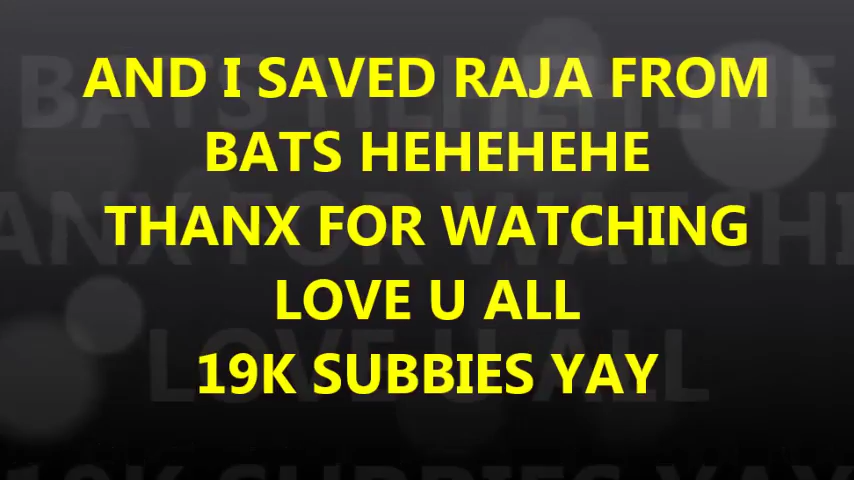 AND I SAVED RAJA FROM
BATS HEHEHEHE
THANX FOR WATCHING
LOVE U ALL
19K SUBBIES YAY